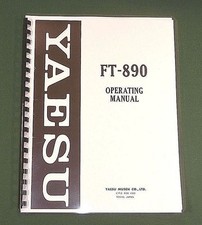 YAESU
FT-890
OPERATING
MANUAL
YAESU MUSEN CO., LTD.